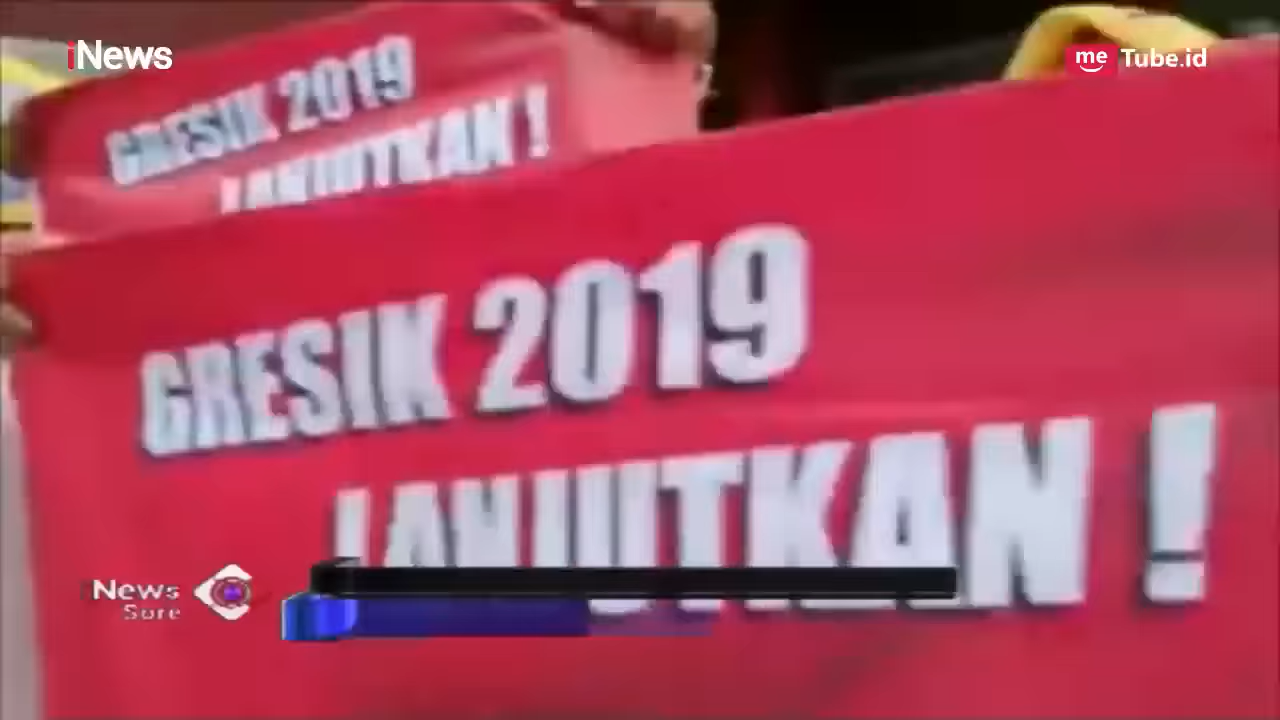 iNews
me Tube.id
GRESIK 2019
LANJUTKAN !
GRESIK 2019
LANJUTKAN !
iNews
Sore